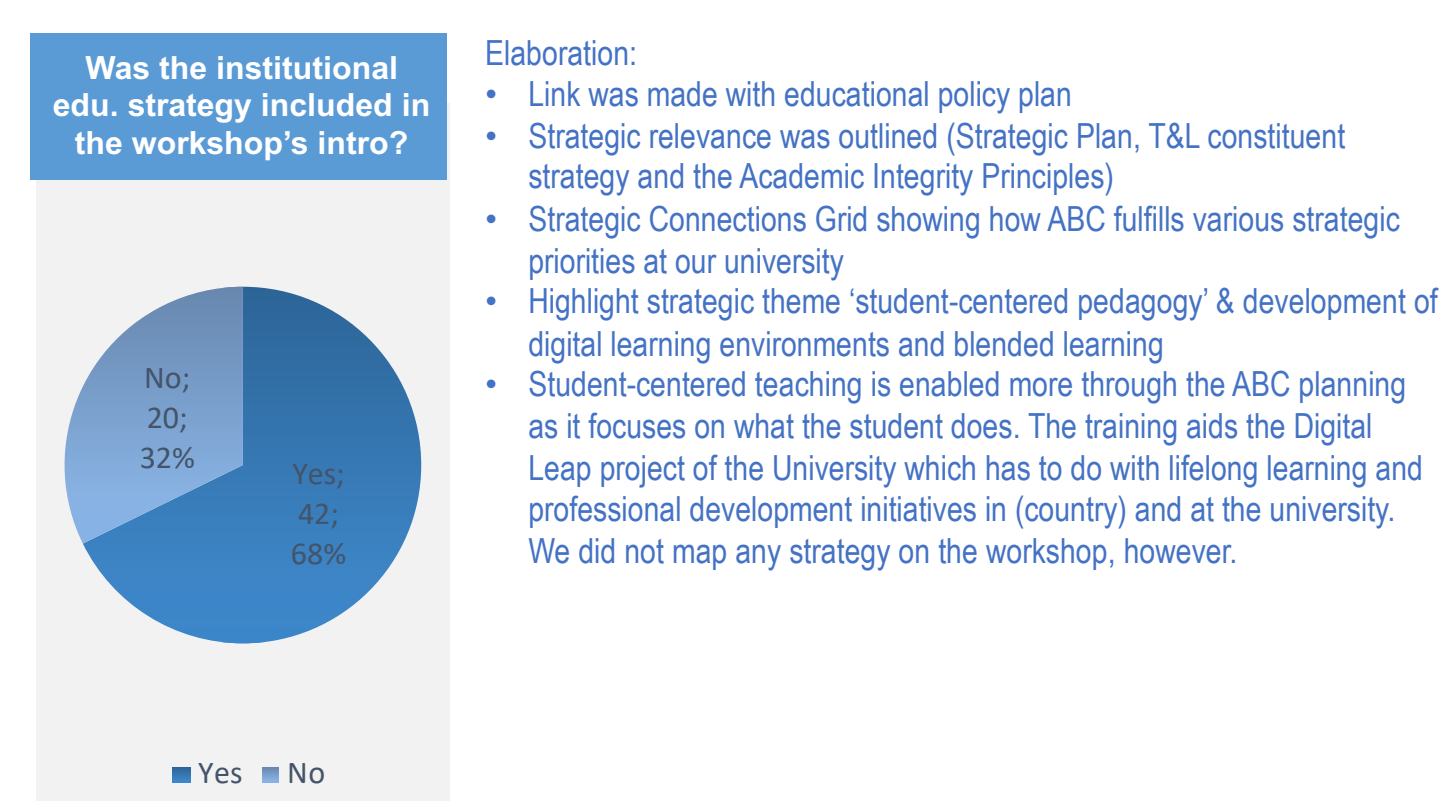 Was the institutional
edu. strategy included in
the workshop’s intro?
No;
20;
32%
Yes;
42;
68%
Yes No
Elaboration:
• Link was made with educational policy plan
• Strategic relevance was outlined (Strategic Plan, T&L constituent
strategy and the Academic Integrity Principles)
• Strategic Connections Grid showing how ABC fulfills various strategic
priorities at our university
• Highlight strategic theme ‘student-centered pedagogy’ & development of
digital learning environments and blended learning
• Student-centered teaching is enabled more through the ABC planning
as it focuses on what the student does. The training aids the Digital
Leap project of the University which has to do with lifelong learning and
professional development initiatives in (country) and at the university.
We did not map any strategy on the workshop, however.